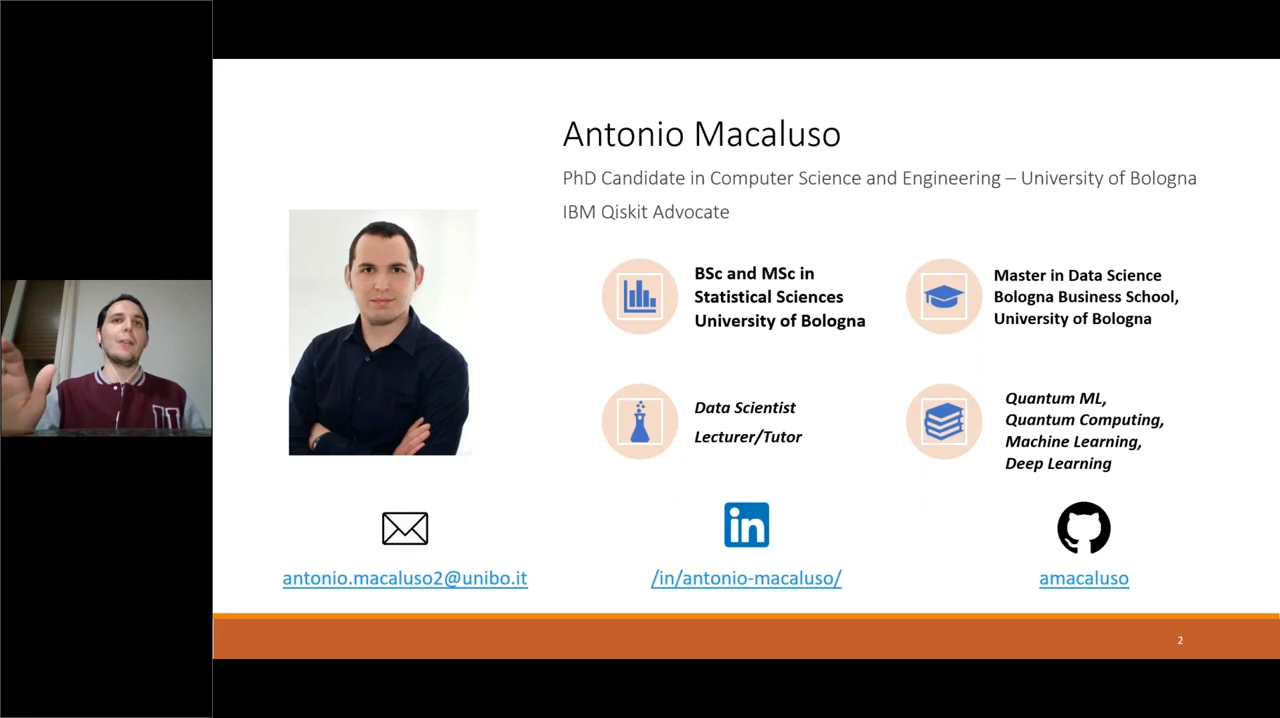 Antonio Macaluso
PhD Candidate in Computer Science and Engineering – University of Bologna
IBM Qiskit Advocate
BSc and MSc in
Statistical Sciences
University of Bologna
Master in Data Science
Bologna Business School,
University of Bologna
Data Scientist
Lecturer/Tutor
Quantum ML,
Quantum Computing,
Machine Learning,
Deep Learning
in
antonio.macaluso2@unibo.it
/in/antonio-macaluso/
amacaluso
2